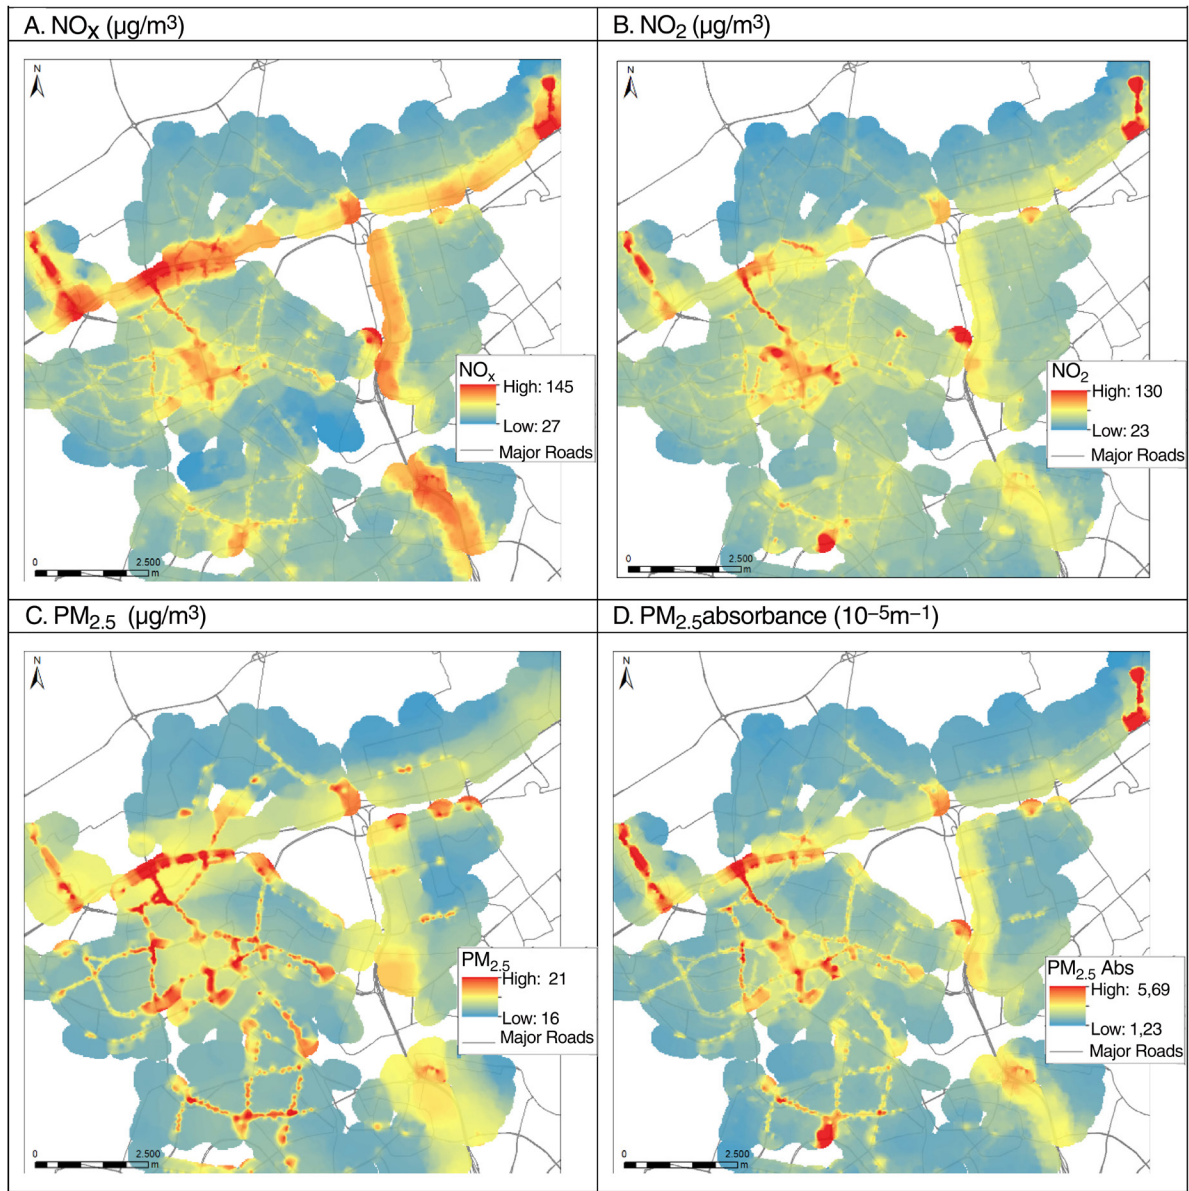 A. NOx (µg/m³)
B. NO₂ (µg/m³)
N
NOx
High: 145
Low: 27
Major Roads
0 2.500
m
N
NO₂
High: 130
Low: 23
Major Roads
0 2.500
m
C. PM₂.₅ (µg/m³)
D. PM₂.₅absorbance (10⁻⁵m⁻¹)
N
PM₂.₅
High: 21
Low: 16
Major Roads
0 2.500
m
N
PM₂.₅ Abs
High: 5,69
Low: 1,23
Major Roads
0 2.500
m